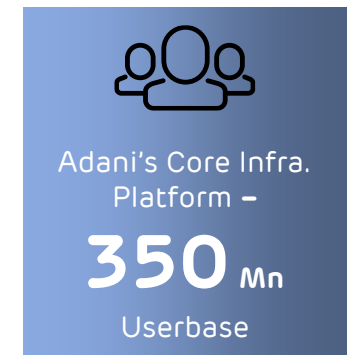 Adani's Core Infra.
Platform –
350 Mn
Userbase